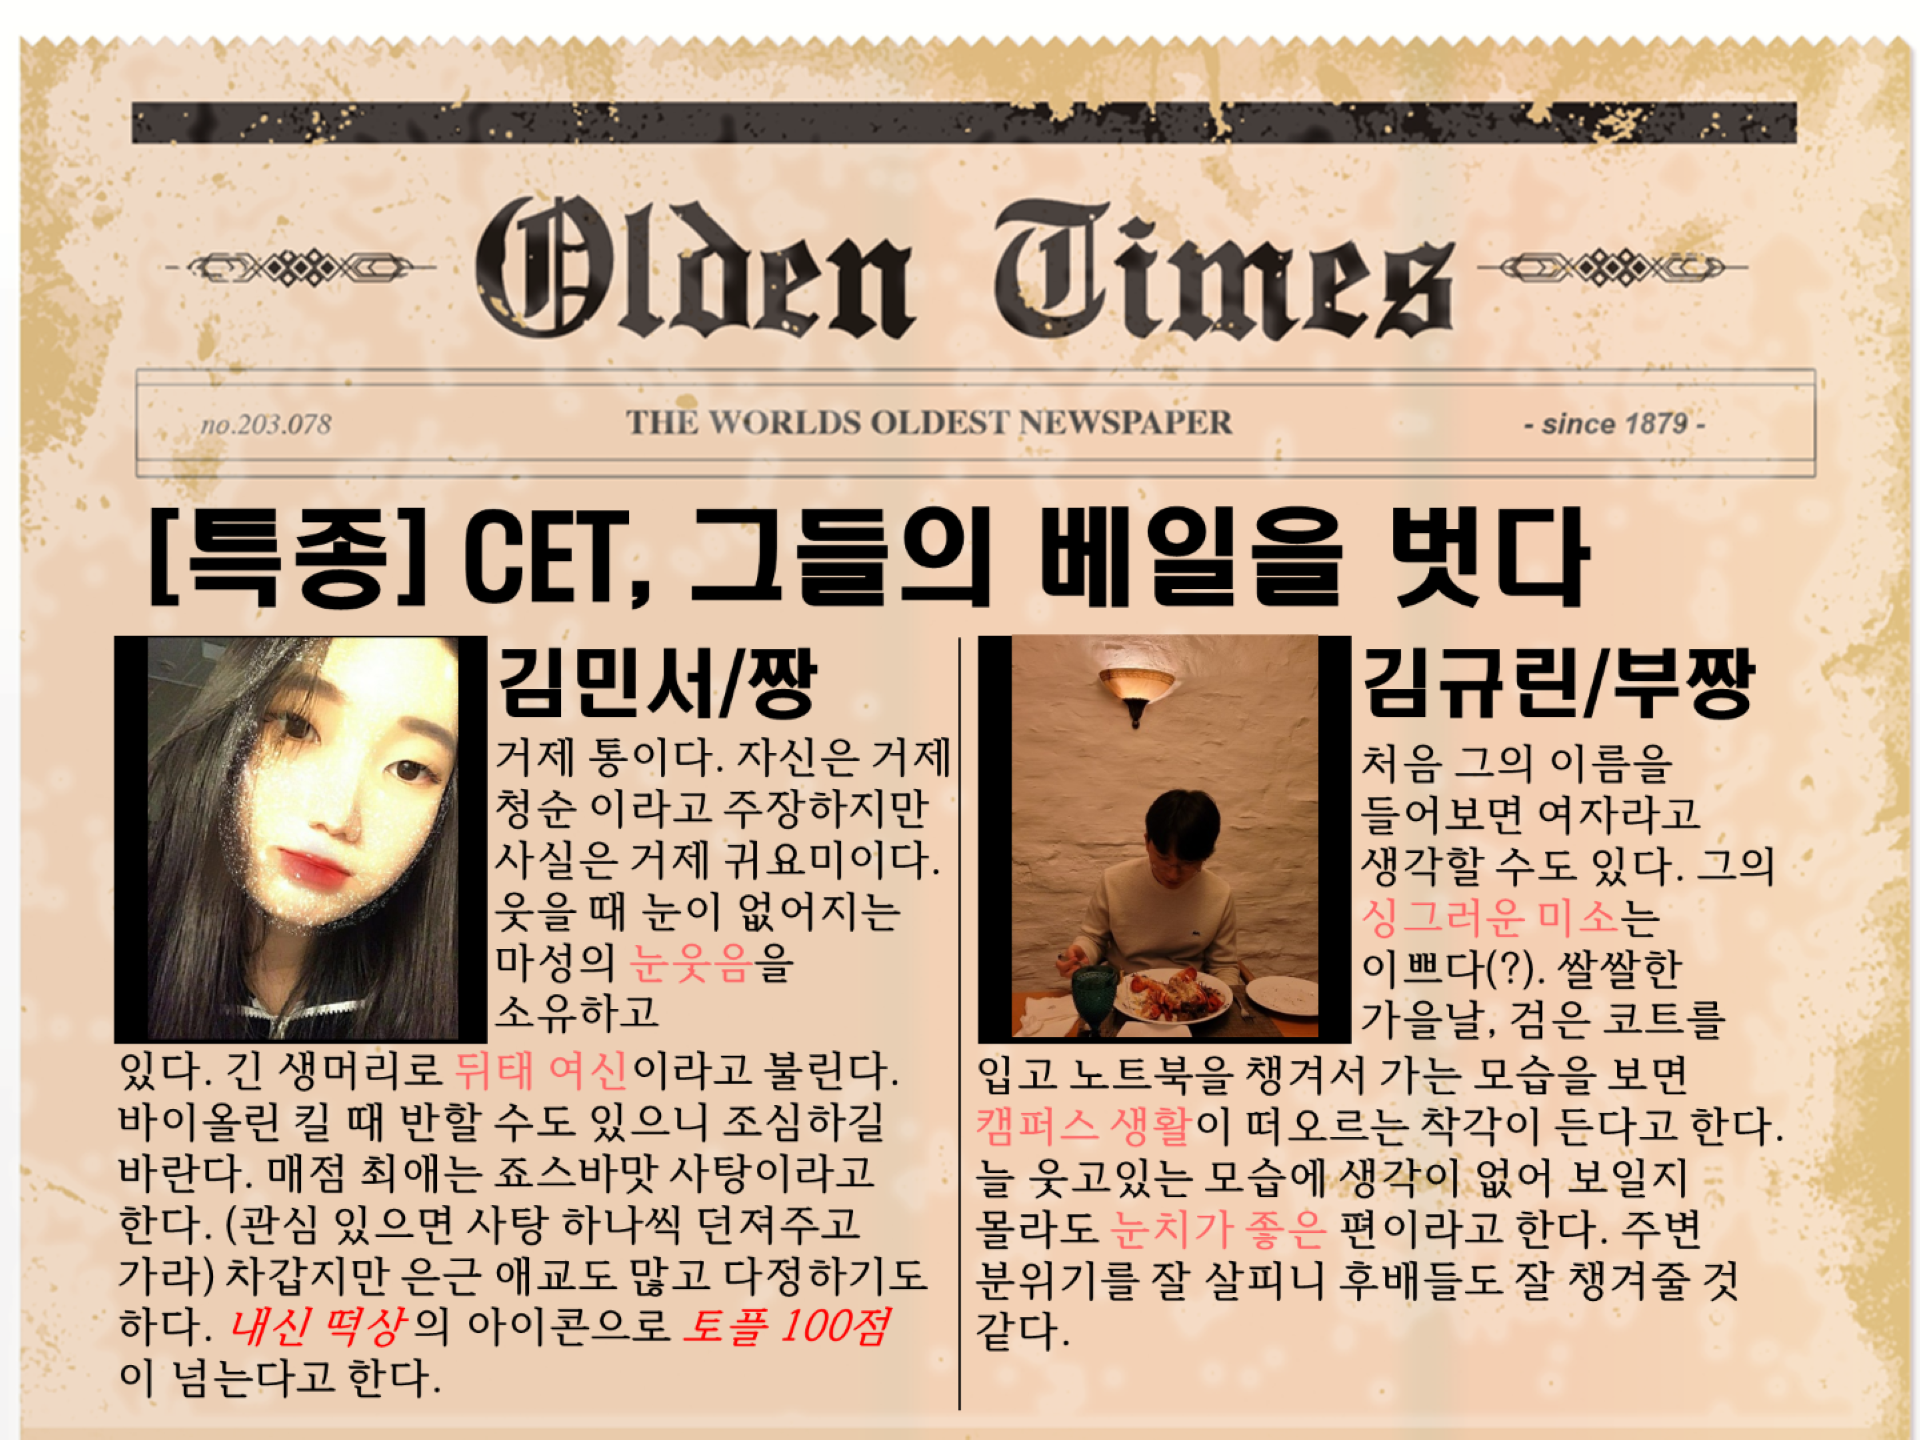 Olden Times
no.203.078 THE WORLDS OLDEST NEWSPAPER - since 1879 -
[특종] CET, 그들의 베일을 벗다
김민서/짱
거제 통이다. 자신은 거제
청순 이라고 주장하지만
사실은 거제 귀요미이다.
웃을 때 눈이 없어지는
마성의 눈웃음을
소유하고
있다. 긴 생머리로 뒤태 여신이라고 불린다.
바이올린 킬 때 반할 수도 있으니 조심하길
바란다. 매점 최애는 죠스바맛 사탕이라고
한다. (관심 있으면 사탕 하나씩 던져주고
가라) 차갑지만 은근 애교도 많고 다정하기도
하다. 내신 떡상의 아이콘으로 토플 100점
이 넘는다고 한다.
김규린/부짱
처음 그의 이름을
들어보면 여자라고
생각할 수도 있다. 그의
싱그러운 미소는
이쁘다(?). 쌀쌀한
가을날, 검은 코트를
입고 노트북을 챙겨서 가는 모습을 보면
캠퍼스 생활이 떠오르는 착각이 든다고 한다.
늘 웃고있는 모습에 생각이 없어 보일지
몰라도 눈치가 좋은 편이라고 한다. 주변
분위기를 잘 살피니 후배들도 잘 챙겨줄 것
같다.